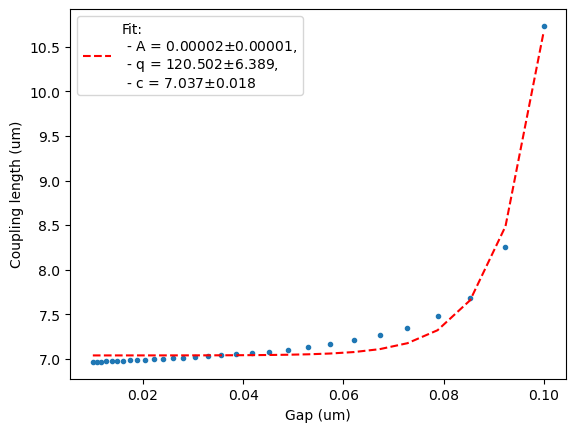 Fit:
- A = 0.00002±0.00001,
- q = 120.502±6.389,
- c = 7.037±0.018
10.5
10.0
9.5
9.0
8.5
8.0
7.5
7.0
Coupling length (um)
0.02
0.04
0.06
0.08
0.10
Gap (um)